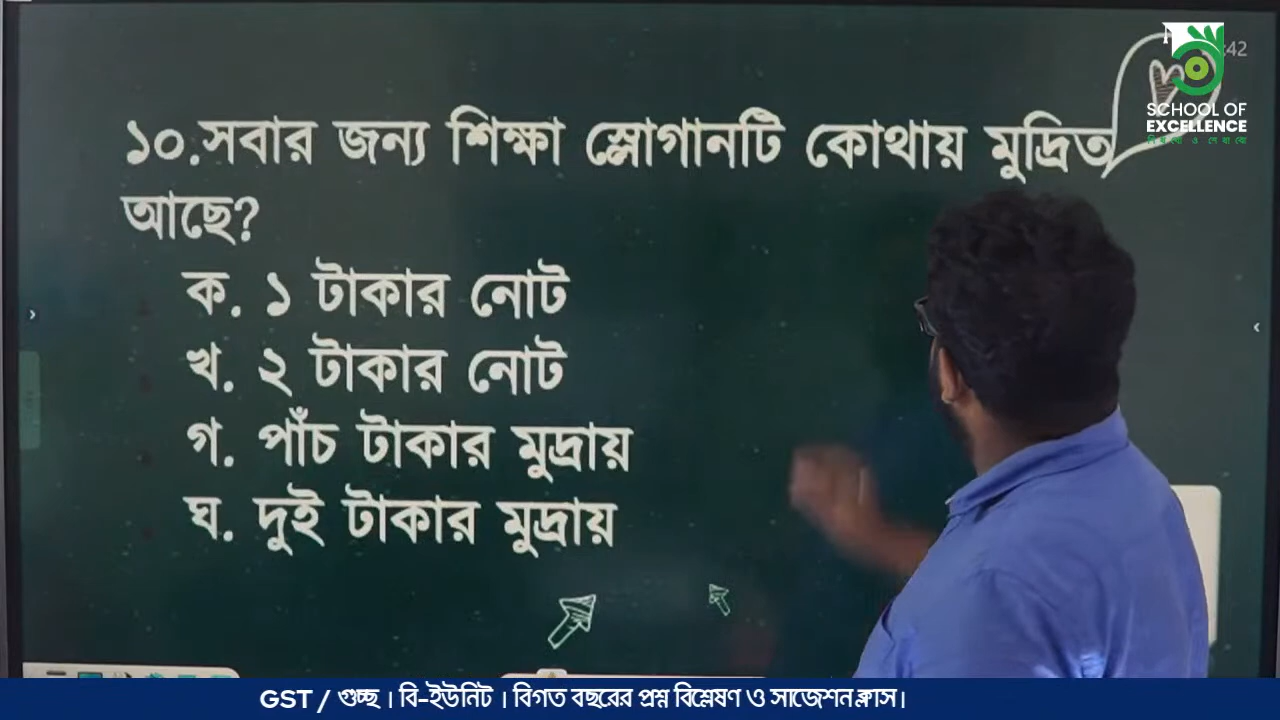 SCHOOL OF
EXCELLENCE
১০.সবার জন্য শিক্ষা স্লোগানটি কোথায় মুদ্রিত
আছে?
ক. ১ টাকার নোট
খ. ২ টাকার নোট
গ. পাঁচ টাকার মুদ্রায়
ঘ. দুই টাকার মুদ্রায়
GST / গুচ্ছ । বি-ইউনিট । বিগত বছরের প্রশ্ন বিশ্লেষণ ও সাজেশন ক্লাস।